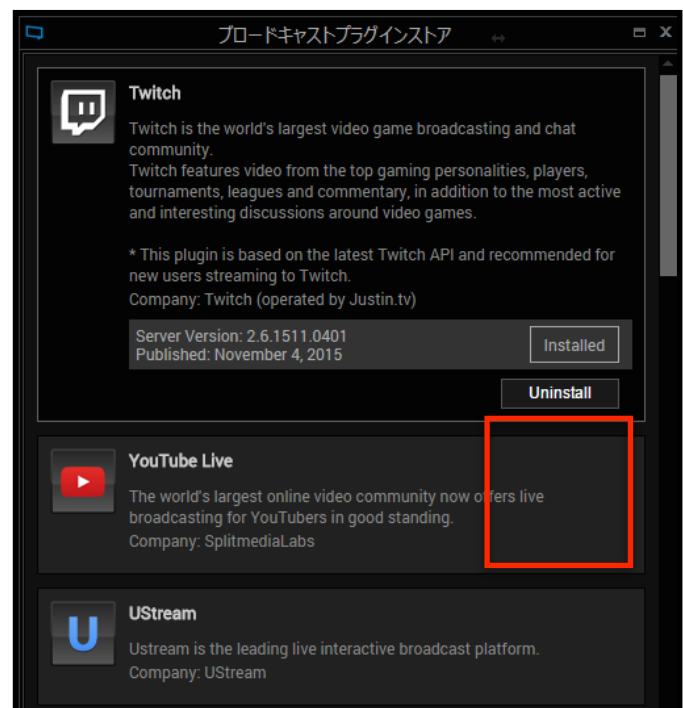 ブロードキャストプラグインストア
Twitch
Twitch is the world's largest video game broadcasting and chat
community.
Twitch features video from the top gaming personalities, players,
tournaments, leagues and commentary, in addition to the most active
and interesting discussions around video games.
* This plugin is based on the latest Twitch API and recommended for
new users streaming to Twitch.
Company: Twitch (operated by Justin.tv)
Server Version: 2.6.1511.0401
Published: November 4, 2015
Installed
Uninstall
YouTube Live
The world's largest online video community now offers live
broadcasting for YouTubers in good standing.
Company: SplitmediaLabs
U
UStream
Ustream is the leading live interactive broadcast platform.
Company: UStream